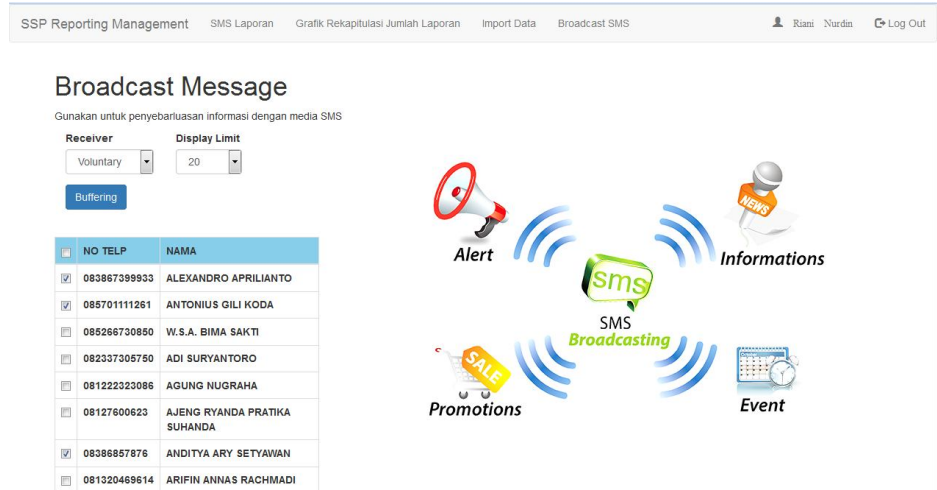 SSP Reporting Management SMS Laporan Grafik Rekapitulasi Jumlah Laporan Import Data Broadcast SMS Riani Nurdin Log Out
Broadcast Message
Gunakan untuk penyebarluasan informasi dengan media SMS
Receiver Display Limit
Voluntary 20
Buffering
NO TELP NAMA
083867399933 ALEXANDRO APRILIANTO
085701111261 ANTONIUS GILI KODA
085266730850 W.S.A. BIMA SAKTI
082337305750 ADI SURYANTORO
081222323086 AGUNG NUGRAHA
08127600623 AJENG RYANDA PRATIKA
SUHANDA
08386857876 ANDITYA ARY SETYAWAN
081320469614 ARIFIN ANNAS RACHMADI
Alert
NEWS
Informations
sms
SMS
Broadcasting
SALE
Promotions
Event